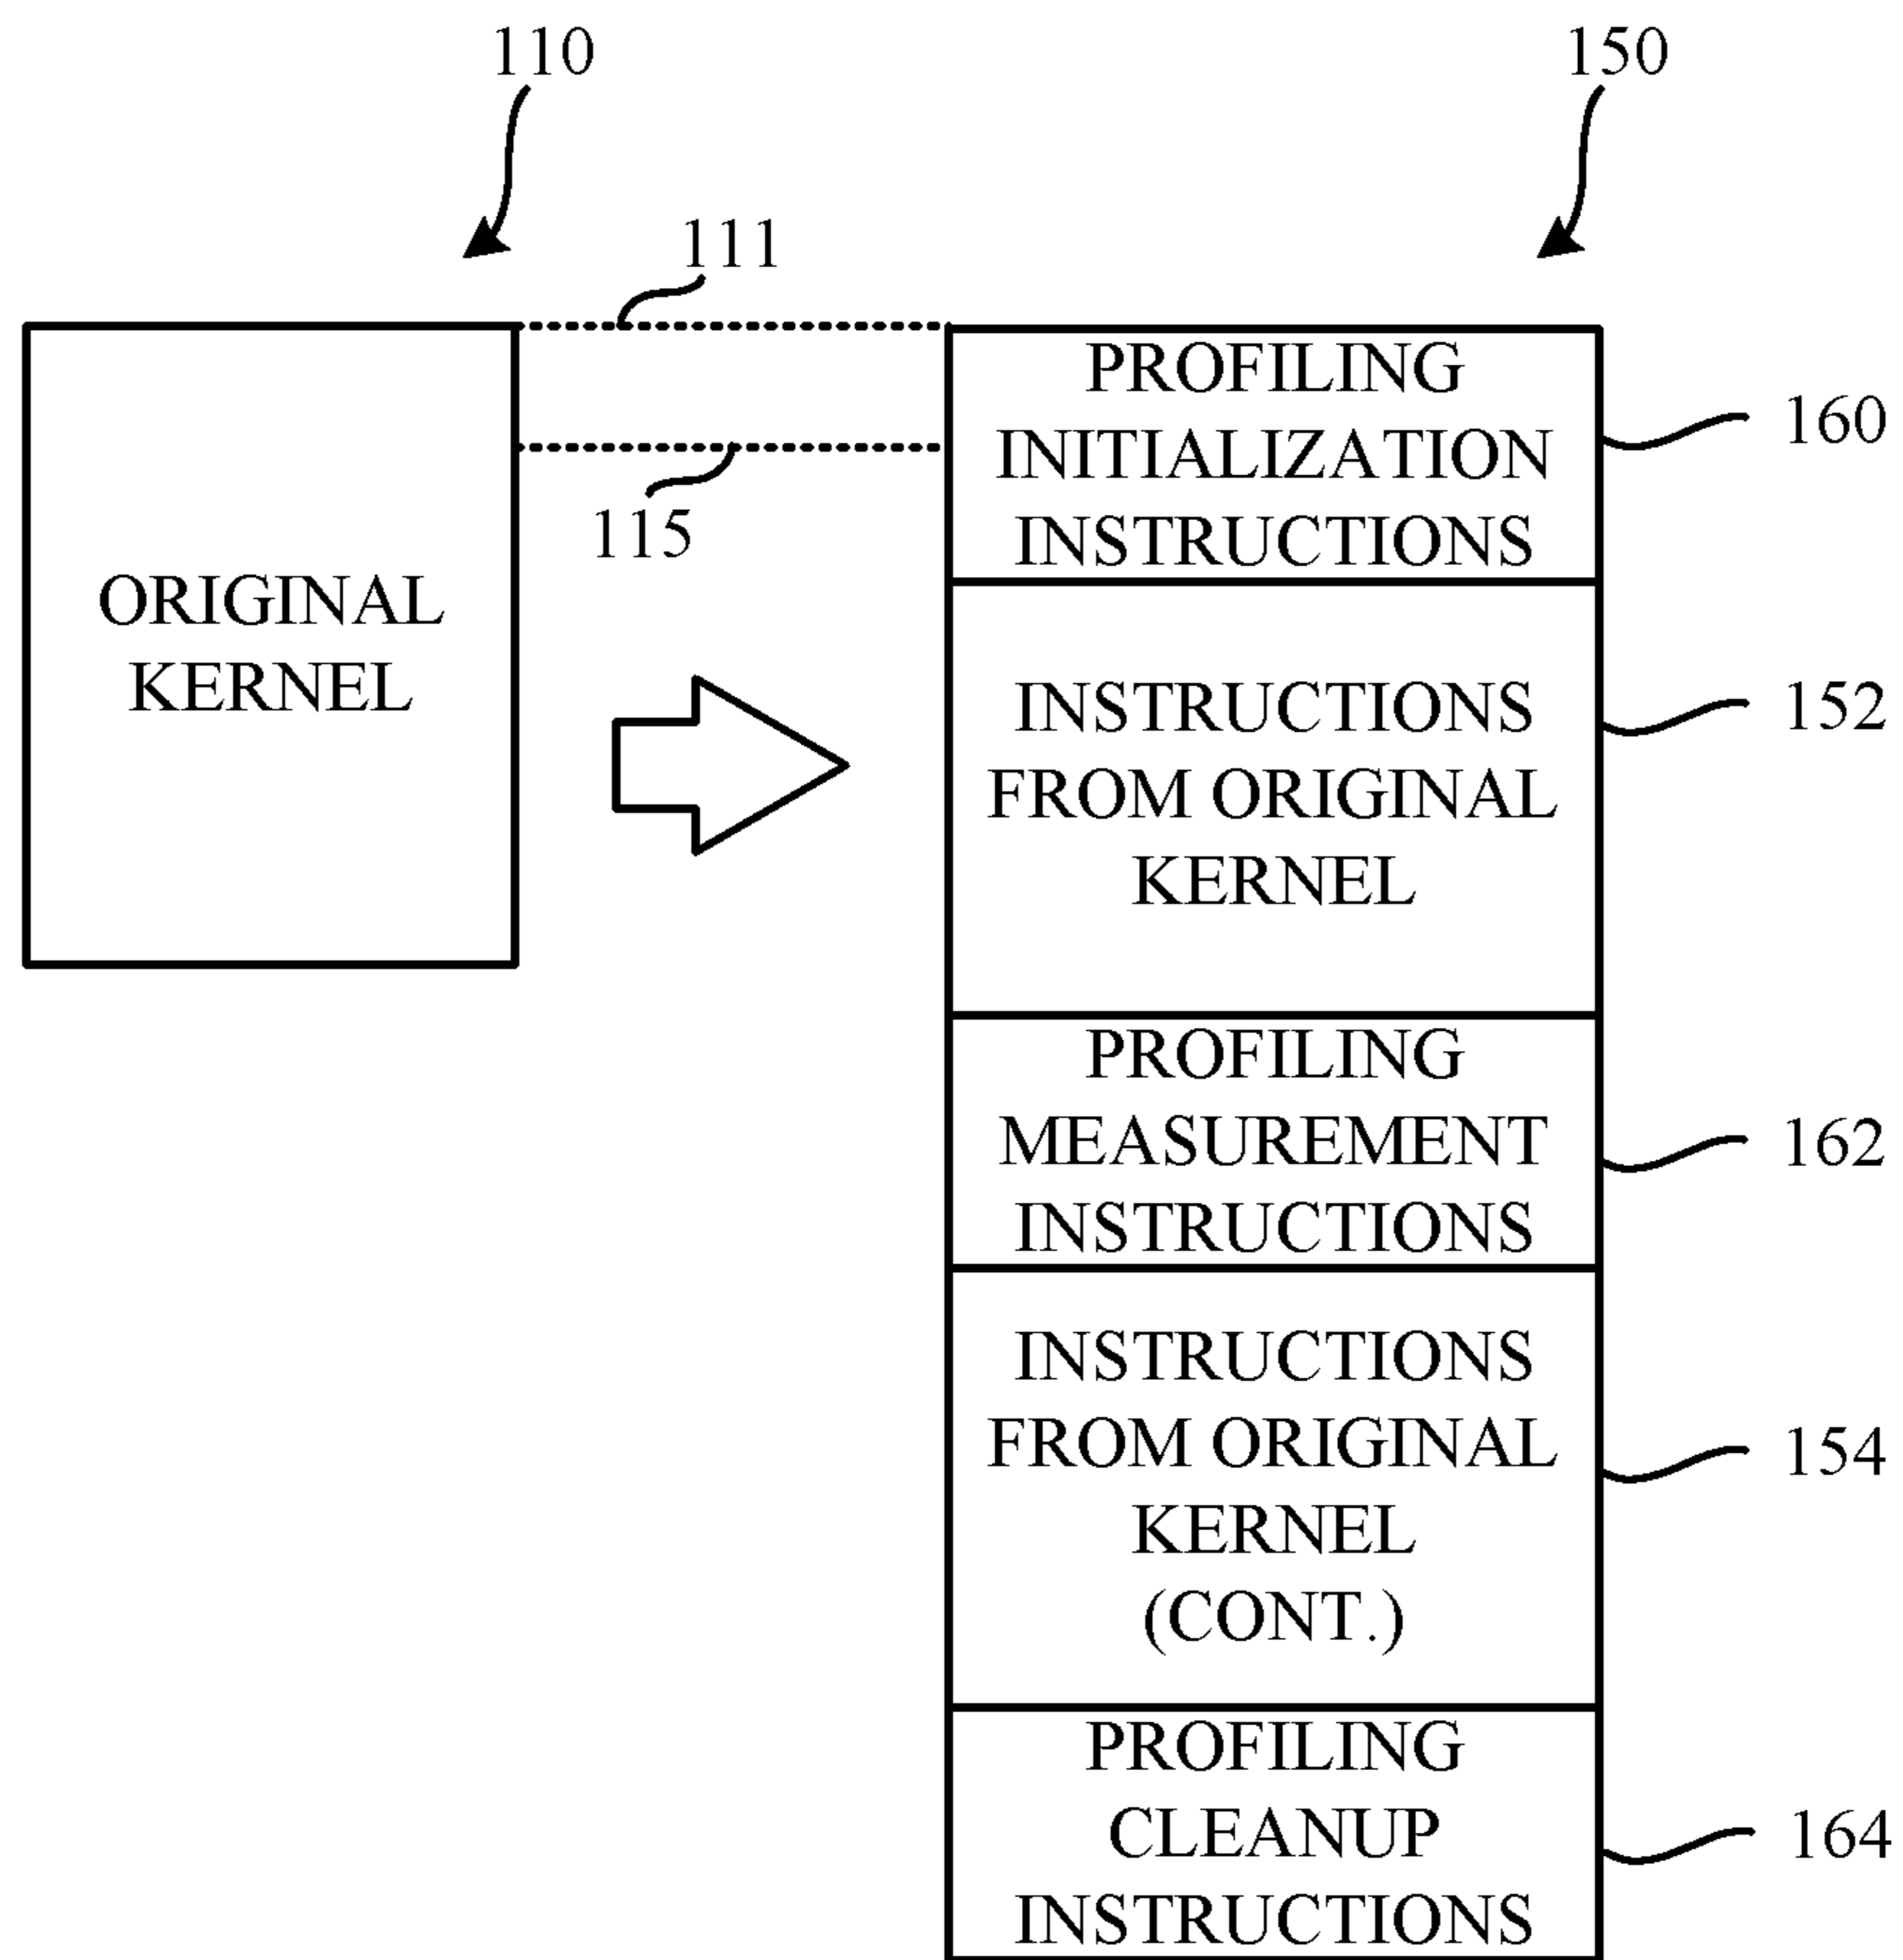 110
150
111
115
ORIGINAL
KERNEL
PROFILING
INITIALIZATION
INSTRUCTIONS
160
INSTRUCTIONS
FROM ORIGINAL
KERNEL
152
PROFILING
MEASUREMENT
INSTRUCTIONS
162
INSTRUCTIONS
FROM ORIGINAL
KERNEL
(CONT.)
154
PROFILING
CLEANUP
INSTRUCTIONS
164